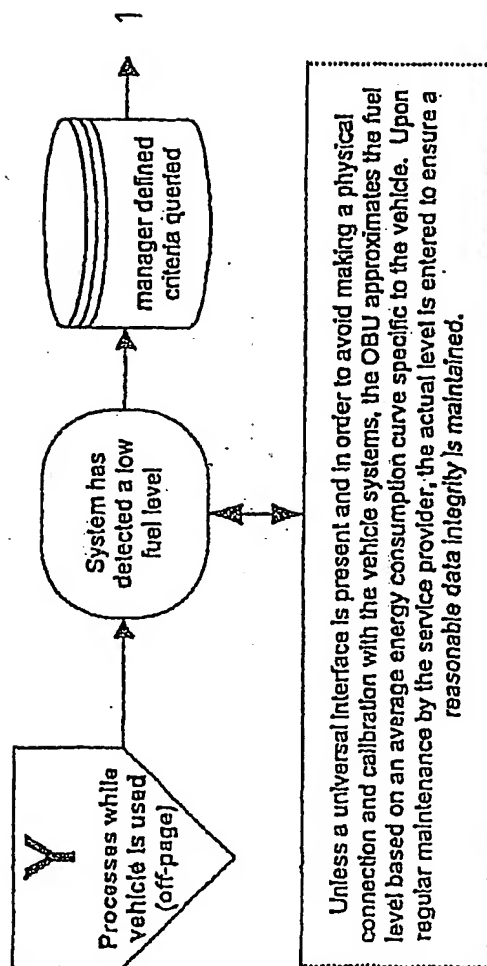 Y
Processes while
vehicle is used
(off-page)
System has
detected a low
fuel level
manager defined
criteria queried
1
Unless a universal interface is present and in order to avoid making a physical
connection and calibration with the vehicle systems, the OBU approximates the fuel
level based on an average energy consumption curve specific to the vehicle. Upon
regular maintenance by the service provider, the actual level is entered to ensure a
reasonable data integrity is maintained.